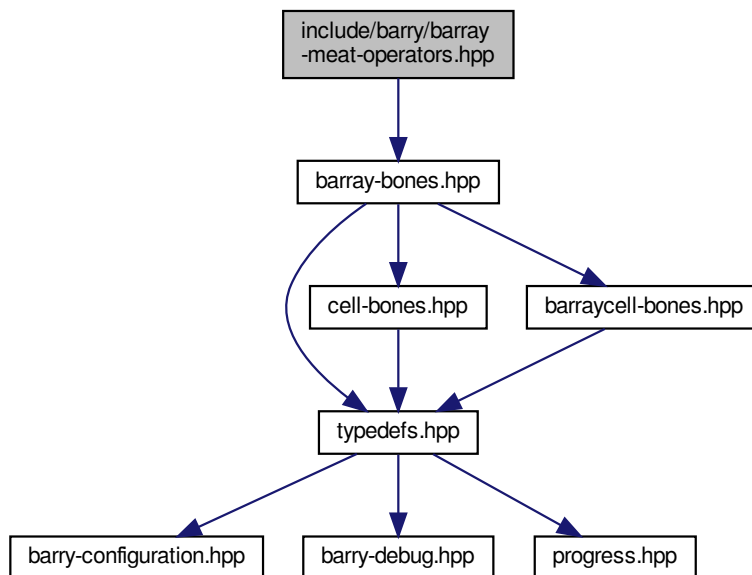 include/barry/barray
-meat-operators.hpp
barray-bones.hpp
cell-bones.hpp
barraycell-bones.hpp
typedefs.hpp
barry-configuration.hpp
barry-debug.hpp
progress.hpp